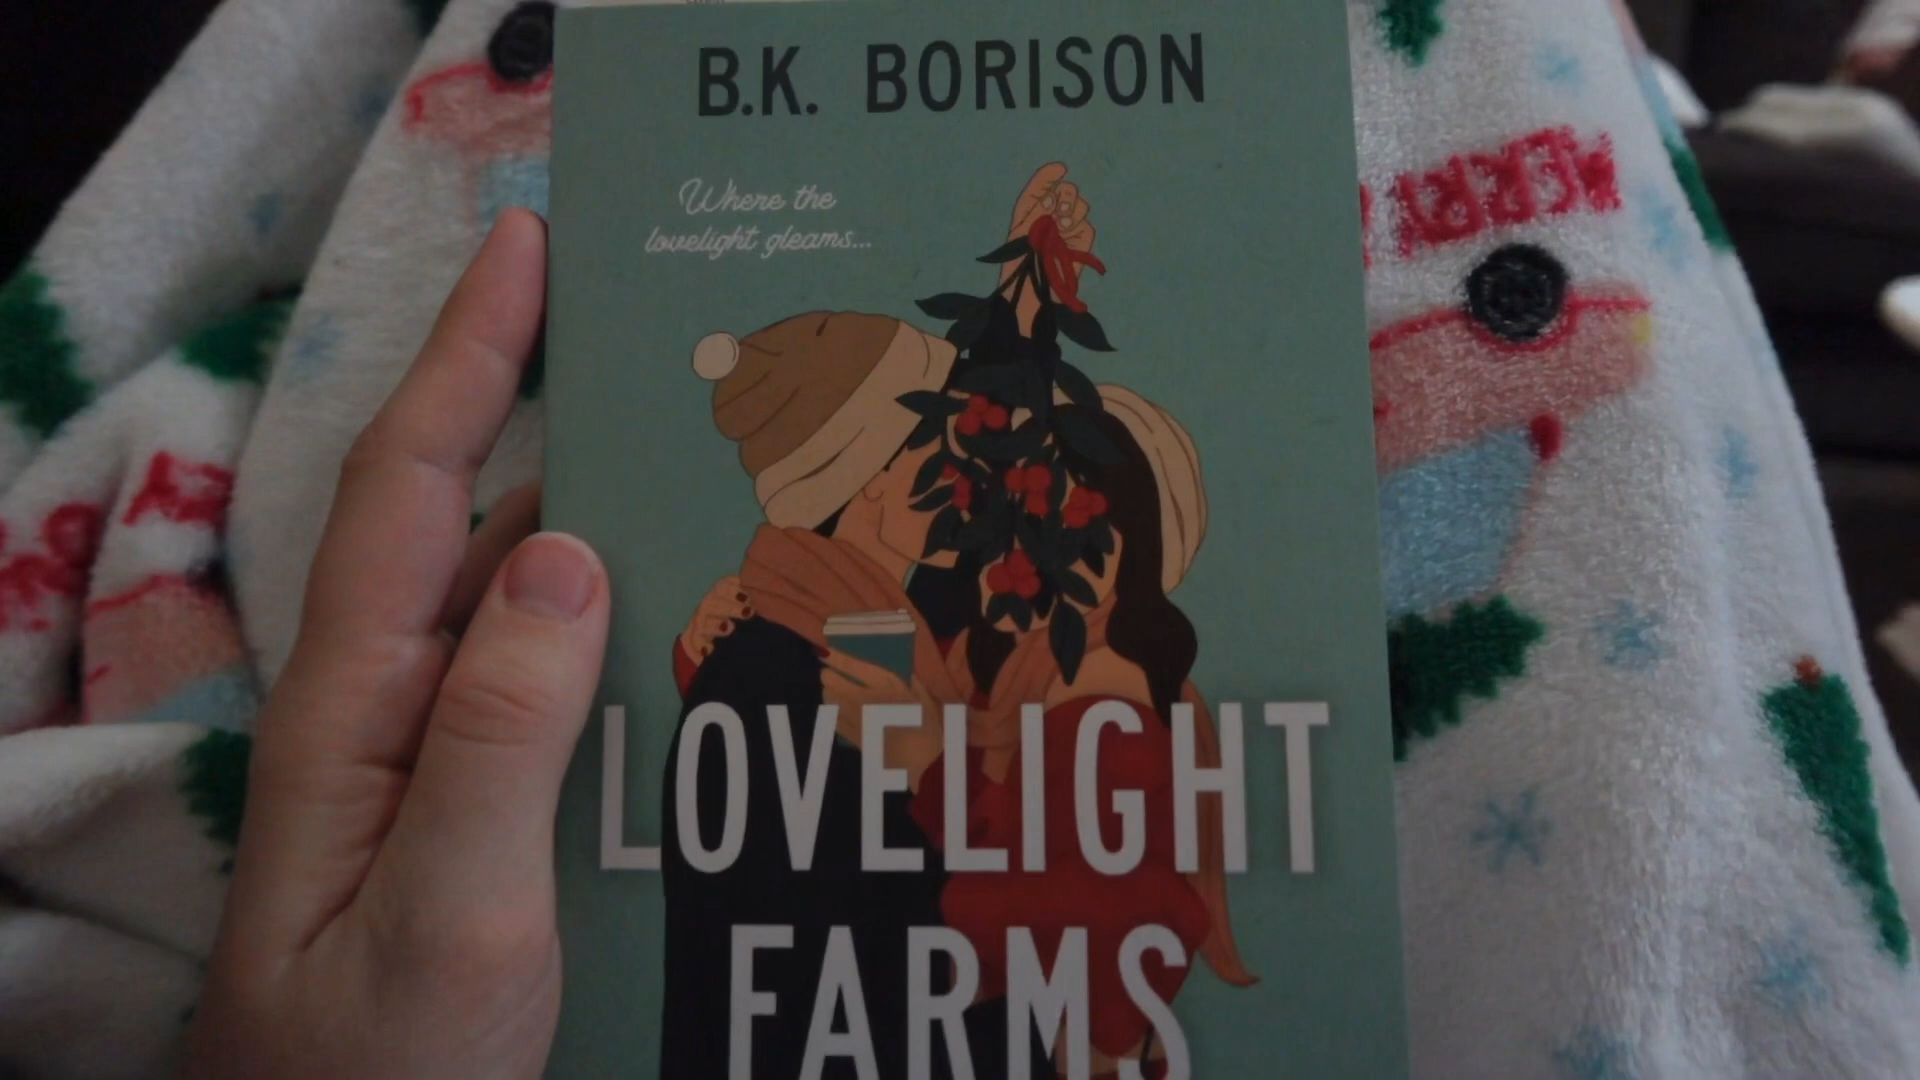 B.K. BORISON
Where the
lovelight gleams...
LOVELIGHT
FARMS